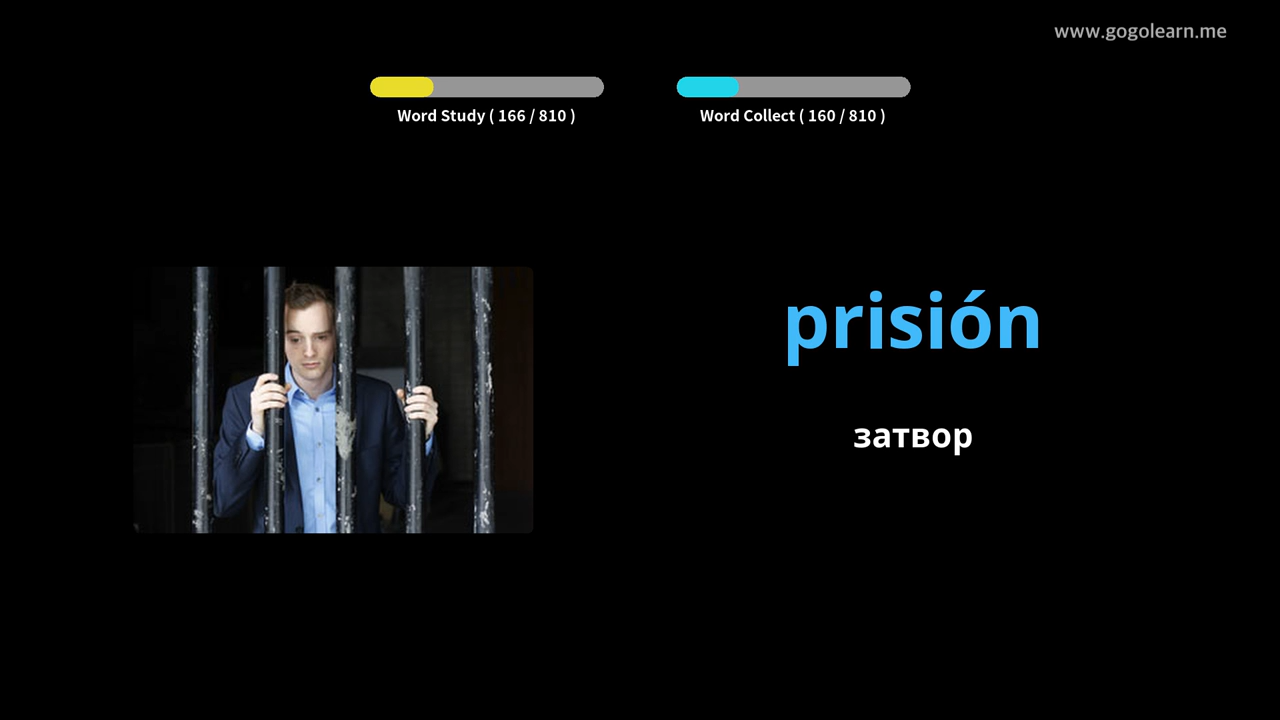 www.gogolearn.me
Word Study ( 166 / 810 )
Word Collect ( 160 / 810 )
prisión
затвор